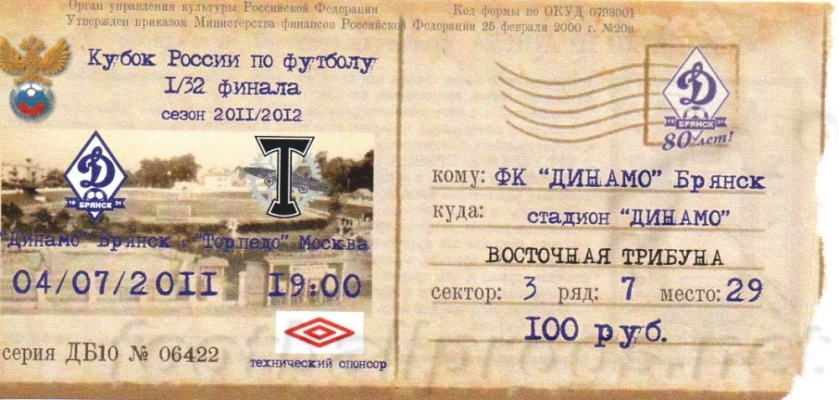 Орган управления культуры Российской Федерации
Утвержден приказом Министерства финансов Российской Федерации 25 февраля 2000 г. №20н
Код формы по ОКУД 0793001
Кубок России по футболу
1/32 финала
сезон 2011/2012
Д
БРЯНСК
Т
"Динамо" Брянск : "Торпедо" Москва
04/07/2011 19:00
серия ДБ10 № 06422
технический спонсор
Д
БРЯНСК
80 лет!
кому: ФК "ДИНАМО" Брянск
куда: стадион "ДИНАМО"
ВОСТОЧНАЯ ТРИБУНА
сектор: 3 ряд: 7 место: 29
100 руб.